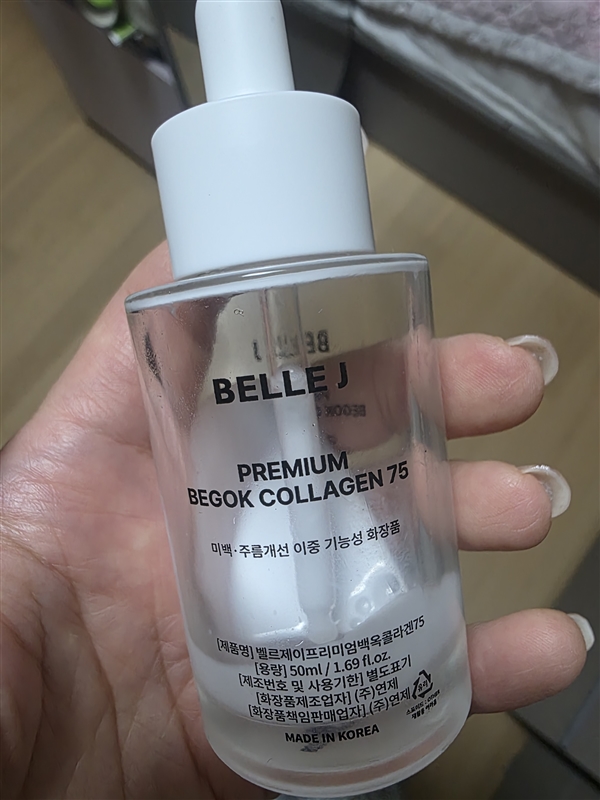 BELLE J
PREMIUM
BEGOK COLLAGEN 75
미백·주름개선 이중 기능성 화장품
[제품명] 벨르제이프리미엄백옥콜라겐75
[용량] 50ml / 1.69 fl.oz.
[제조번호 및 사용기한] 별도표기
[화장품제조업자] (주)연제
[화장품책임판매업자] (주)연제
MADE IN KOREA